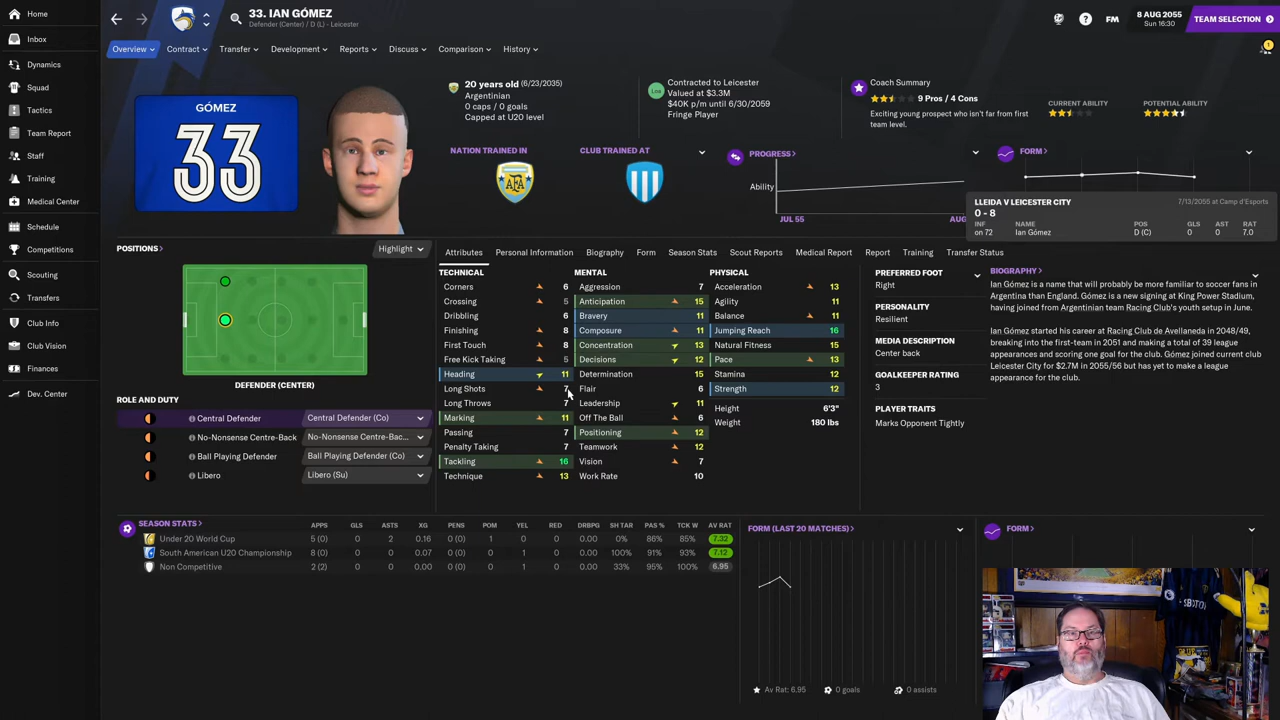 Home
Inbox
Dynamics
Squad
Tactics
Team Report
Staff
Training
Medical Center
Schedule
Competitions
Scouting
Transfers
Club Info
Club Vision
Finances
Dev. Center
33. IAN GÓMEZ
Defender (Center) / D (L) - Leicester
FM
8 AUG 2055
Sun 16:30
TEAM SELECTION
Overview
Contract
Transfer
Development
Reports
Discuss
Comparison
History
GÓMEZ
33
20 years old (6/23/2035)
Argentinian
0 caps / 0 goals
Capped at U20 level
Contracted to Leicester
Valued at $3.3M
$40K p/m until 6/30/2059
Fringe Player
Coach Summary
9 Pros / 4 Cons
Exciting young prospect who isn't far from first
team level.
CURRENT ABILITY
POTENTIAL ABILITY
NATION TRAINED IN
AFA
CLUB TRAINED AT
PROGRESS
Ability
JUL 55
AUG
FORM
LLEIDA V LEICESTER CITY
7/13/2055 at Camp d'Esports
0 - 8
INF NAME POS GLS AST RAT
on 72 Ian Gómez D (C) 0 0 7.0
POSITIONS
Highlight
DEFENDER (CENTER)
ROLE AND DUTY
Central Defender Central Defender (Co)
No-Nonsense Centre-Back No-Nonsense Centre-Bac...
Ball Playing Defender Ball Playing Defender (Co)
Libero Libero (Su)
Attributes
Personal Information
Biography
Form
Season Stats
Scout Reports
Medical Report
Report
Training
Transfer Status
TECHNICAL
Corners 6
Crossing 5
Dribbling 6
Finishing 8
First Touch 8
Free Kick Taking 5
Heading 11
Long Shots 7
Long Throws 7
Marking 11
Passing 7
Penalty Taking 7
Tackling 16
Technique 13
MENTAL
Aggression 7
Anticipation 15
Bravery 11
Composure 11
Concentration 13
Decisions 12
Determination 15
Flair 6
Leadership 11
Off The Ball 6
Positioning 12
Teamwork 12
Vision 7
Work Rate 10
PHYSICAL
Acceleration 13
Agility 11
Balance 11
Jumping Reach 16
Natural Fitness 15
Pace 13
Stamina 12
Strength 12
Height 6'3"
Weight 180 lbs
PREFERRED FOOT
Right
PERSONALITY
Resilient
MEDIA DESCRIPTION
Center back
GOALKEEPER RATING
3
PLAYER TRAITS
Marks Opponent Tightly
BIOGRAPHY
Ian Gómez is a name that will probably be more familiar to soccer fans in
Argentina than England. Gómez is a new signing at King Power Stadium,
having joined from Argentinian team Racing Club's youth setup in June.
Ian Gómez started his career at Racing Club de Avellaneda in 2048/49,
breaking into the first-team in 2051 and making a total of 39 league
appearances and scoring one goal for the club. Gómez joined current club
Leicester City for $2.7M in 2055/56 but has yet to make a league
appearance for the club.
SEASON STATS APPS GLS ASTS XG PENS POM YEL RED DRBPG SH TAR PAS % TCK W AV RAT
Under 20 World Cup 5 (0) 0 2 0.16 0 (0) 1 0 0 0.00 0% 86% 85% 7.32
South American U20 Championship 8 (0) 0 0 0.07 0 (0) 0 1 0 0.00 100% 91% 93% 7.12
Non Competitive 2 (2) 0 0 0.00 0 (0) 0 1 0 0.00 33% 95% 100% 6.95
FORM (LAST 20 MATCHES)
Av Rat: 6.95
0 goals
0 assists
FORM